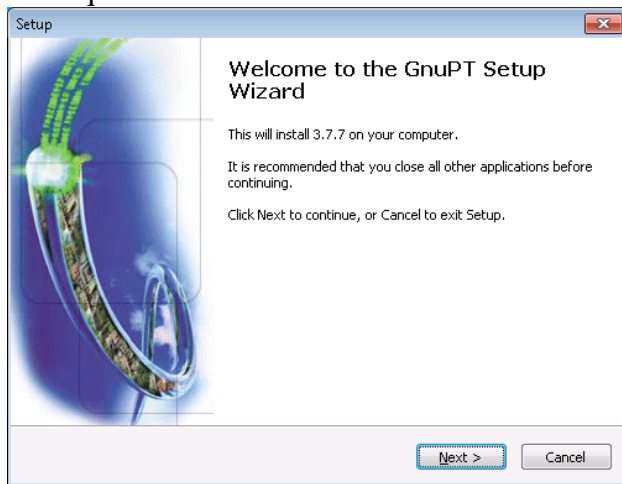 Setup
Welcome to the GnuPT Setup
Wizard
This will install 3.7.7 on your computer.
It is recommended that you close all other applications before
continuing.
Click Next to continue, or Cancel to exit Setup.
Next >
Cancel